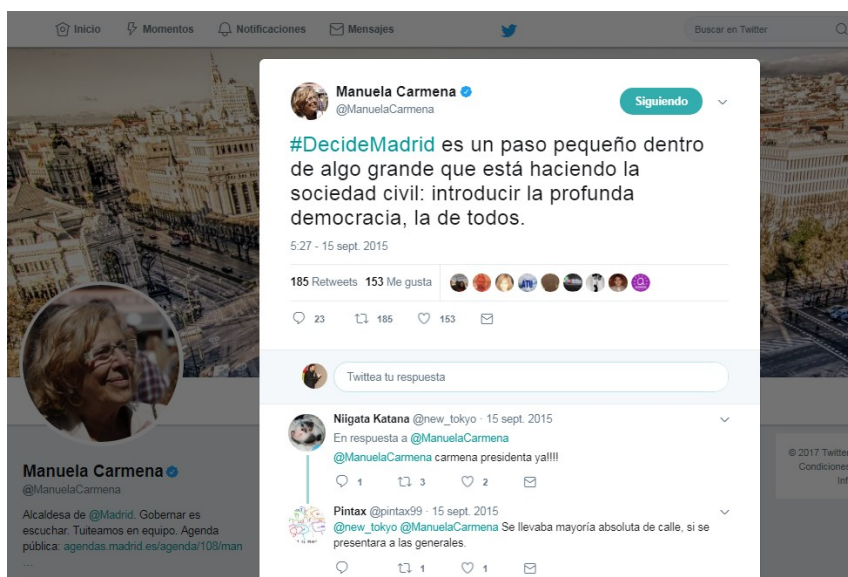 Inicio Momentos Notificaciones Mensajes Buscar en Twitter
Manuela Carmena
@ManuelaCarmena
Siguiendo
#DecideMadrid es un paso pequeño dentro
de algo grande que está haciendo la
sociedad civil: introducir la profunda
democracia, la de todos.
5:27 - 15 sept. 2015
185 Retweets 153 Me gusta
23 185 153
Twittea tu respuesta
Niigata Katana @new_tokyo · 15 sept. 2015
En respuesta a @ManuelaCarmena
@ManuelaCarmena carmena presidenta ya!!!!
1 3 2
Pintax @pintax99 · 15 sept. 2015
@new_tokyo @ManuelaCarmena Se llevaba mayoría absoluta de calle, si se
presentara a las generales.
1 1
Manuela Carmena
@ManuelaCarmena
Alcaldesa de @Madrid. Gobernar es
escuchar. Tuiteamos en equipo. Agenda
pública: agendas.madrid.es/agenda/108/man
...
© 2017 Twitter
Condiciones
Inf